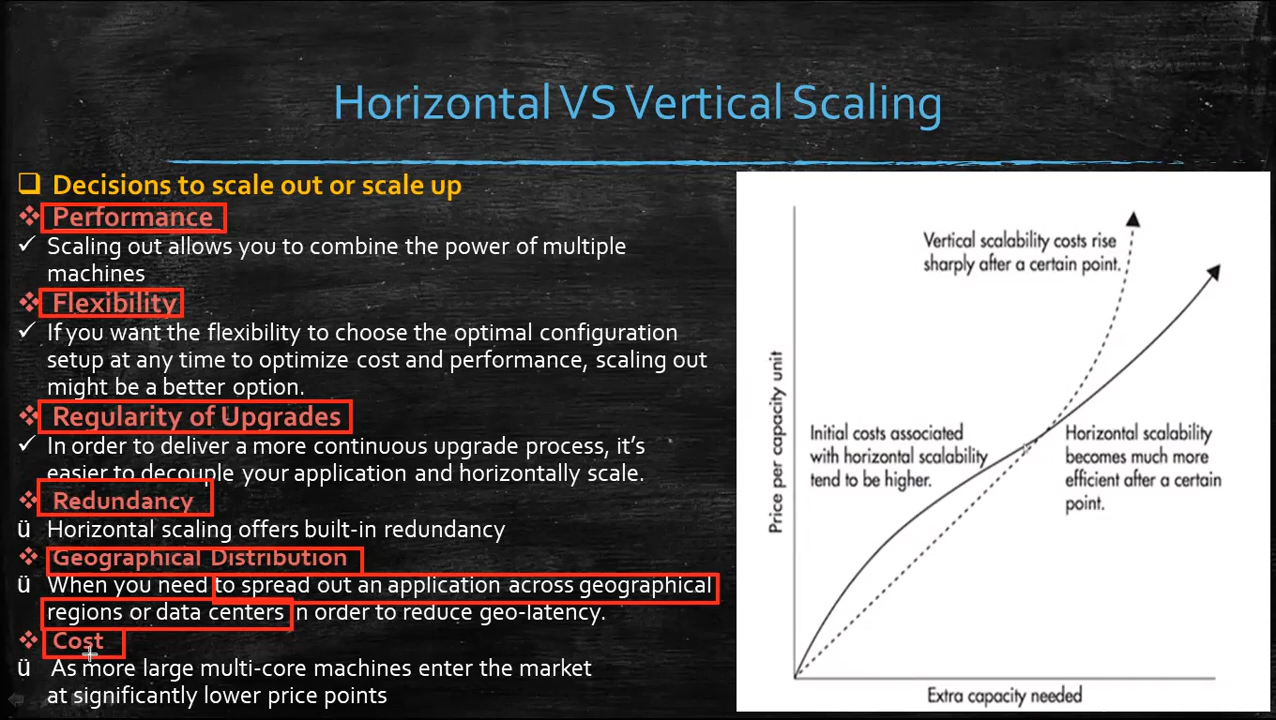 Horizontal VS Vertical Scaling
Decisions to scale out or scale up
Performance
Scaling out allows you to combine the power of multiple
machines
Flexibility
If you want the flexibility to choose the optimal configuration
setup at any time to optimize cost and performance, scaling out
might be a better option.
Regularity of Upgrades
In order to deliver a more continuous upgrade process, it's
easier to decouple your application and horizontally scale.
Redundancy
ü Horizontal scaling offers built-in redundancy
Geographical Distribution
ü When you need to spread out an application across geographical
regions or data centers in order to reduce geo-latency.
Cost
ü As more large multi-core machines enter the market
at significantly lower price points
Vertical scalability costs rise
sharply after a certain point.
Price per capacity unit
Initial costs associated
with horizontal scalability
tend to be higher.
Horizontal scalability
becomes much more
efficient after a certain
point.
Extra capacity needed